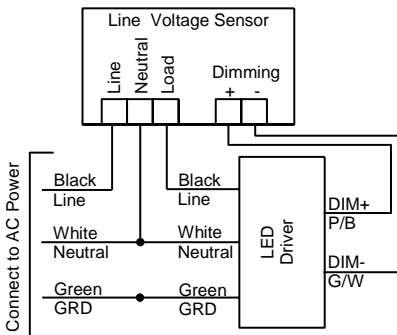 Line Voltage Sensor
Line
Neutral
Load
Dimming
+ -
Connect to AC Power
Black
Line
White
Neutral
Green
GRD
Black
Line
White
Neutral
Green
GRD
LED
Driver
DIM+
P/B
DIM-
G/W